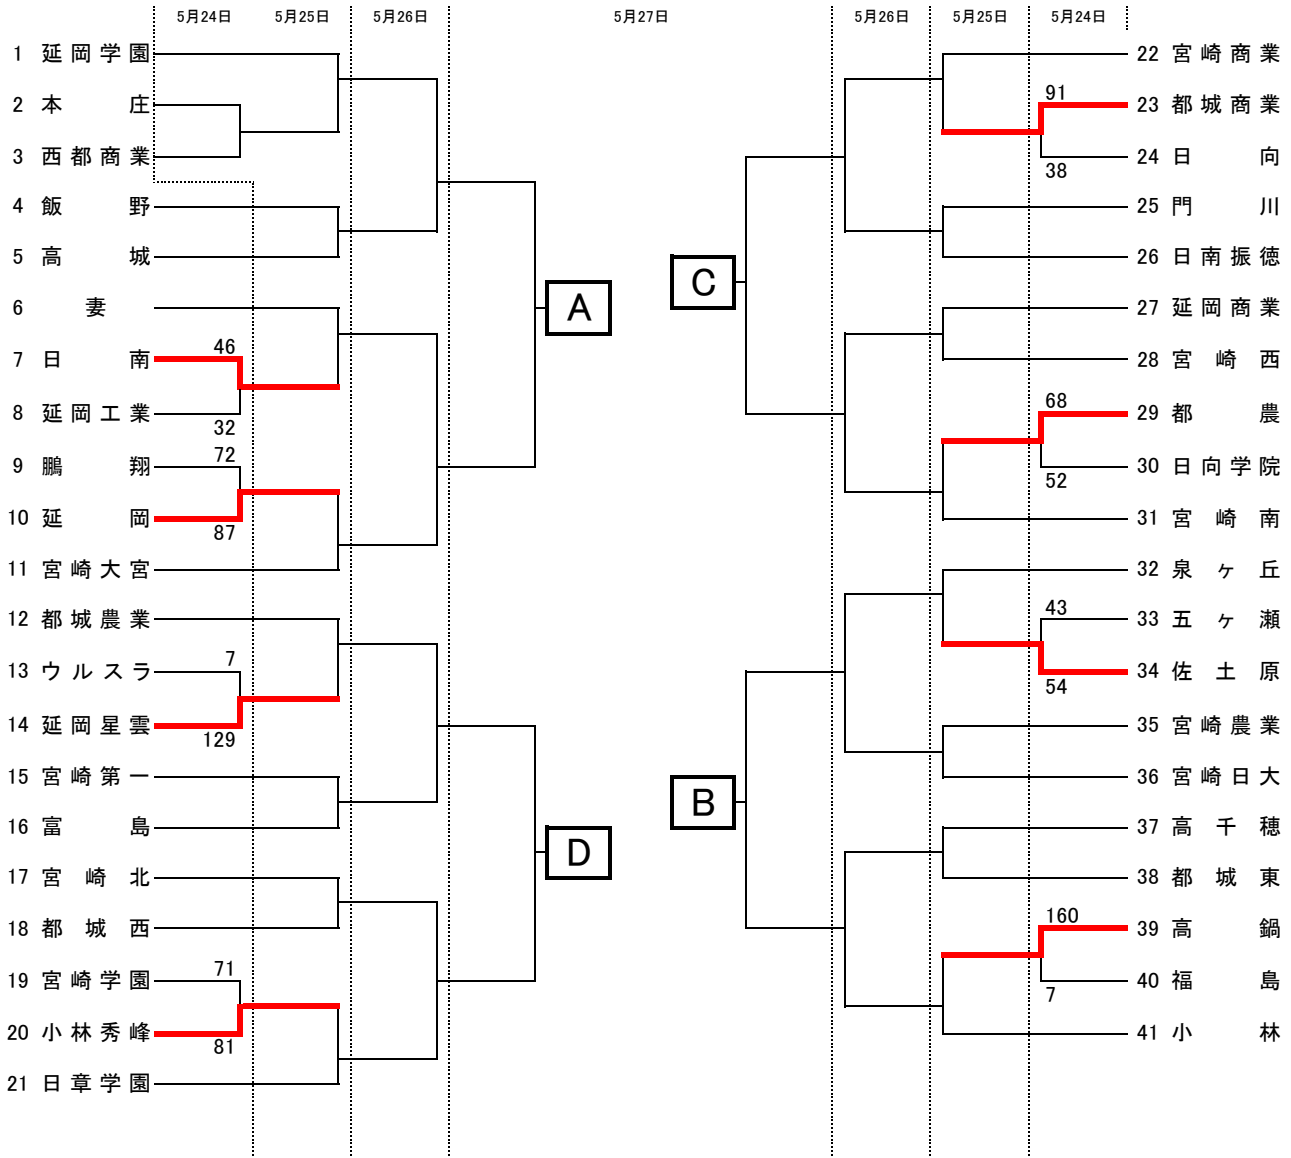 5月24日 5月25日 5月26日 5月27日 5月26日 5月25日 5月24日
1 延岡学園
2 本庄
3 西都商業
4 飯野
5 高城
6 妻
46
7 日南
8 延岡工業
32
72
9 鵬翔
10 延岡
87
11 宮崎大宮
12 都城農業
7
13 ウルスラ
14 延岡星雲
129
15 宮崎第一
16 富島
17 宮崎北
18 都城西
71
19 宮崎学園
20 小林秀峰
81
21 日章学園
A
D
C
B
22 宮崎商業
91
23 都城商業
24 日向
38
25 門川
26 日南振徳
27 延岡商業
28 宮崎西
68
29 都農
30 日向学院
52
31 宮崎南
32 泉ヶ丘
43
33 五ヶ瀬
34 佐土原
54
35 宮崎農業
36 宮崎日大
37 高千穂
38 都城東
160
39 高鍋
40 福島
7
41 小林